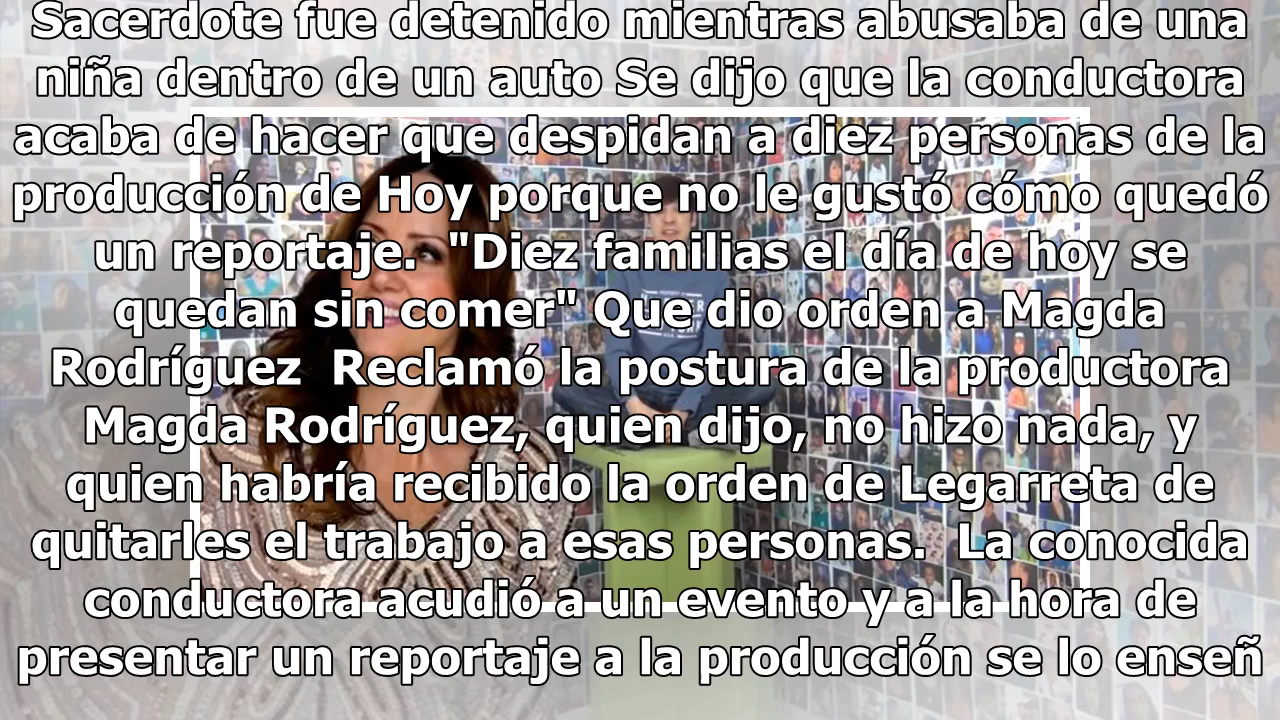 Sacerdote fue detenido mientras abusaba de una
niña dentro de un auto Se dijo que la conductora
acaba de hacer que despidan a diez personas de la
producción de Hoy porque no le gustó cómo quedó
un reportaje.  "Diez familias el día de hoy se
quedan sin comer" Que dio orden a Magda
Rodríguez  Reclamó la postura de la productora
Magda Rodríguez, quien dijo, no hizo nada, y
quien habría recibido la orden de Legarreta de
quitarles el trabajo a esas personas.  La conocida
conductora acudió a un evento y a la hora de
presentar un reportaje a la producción se lo enseñ